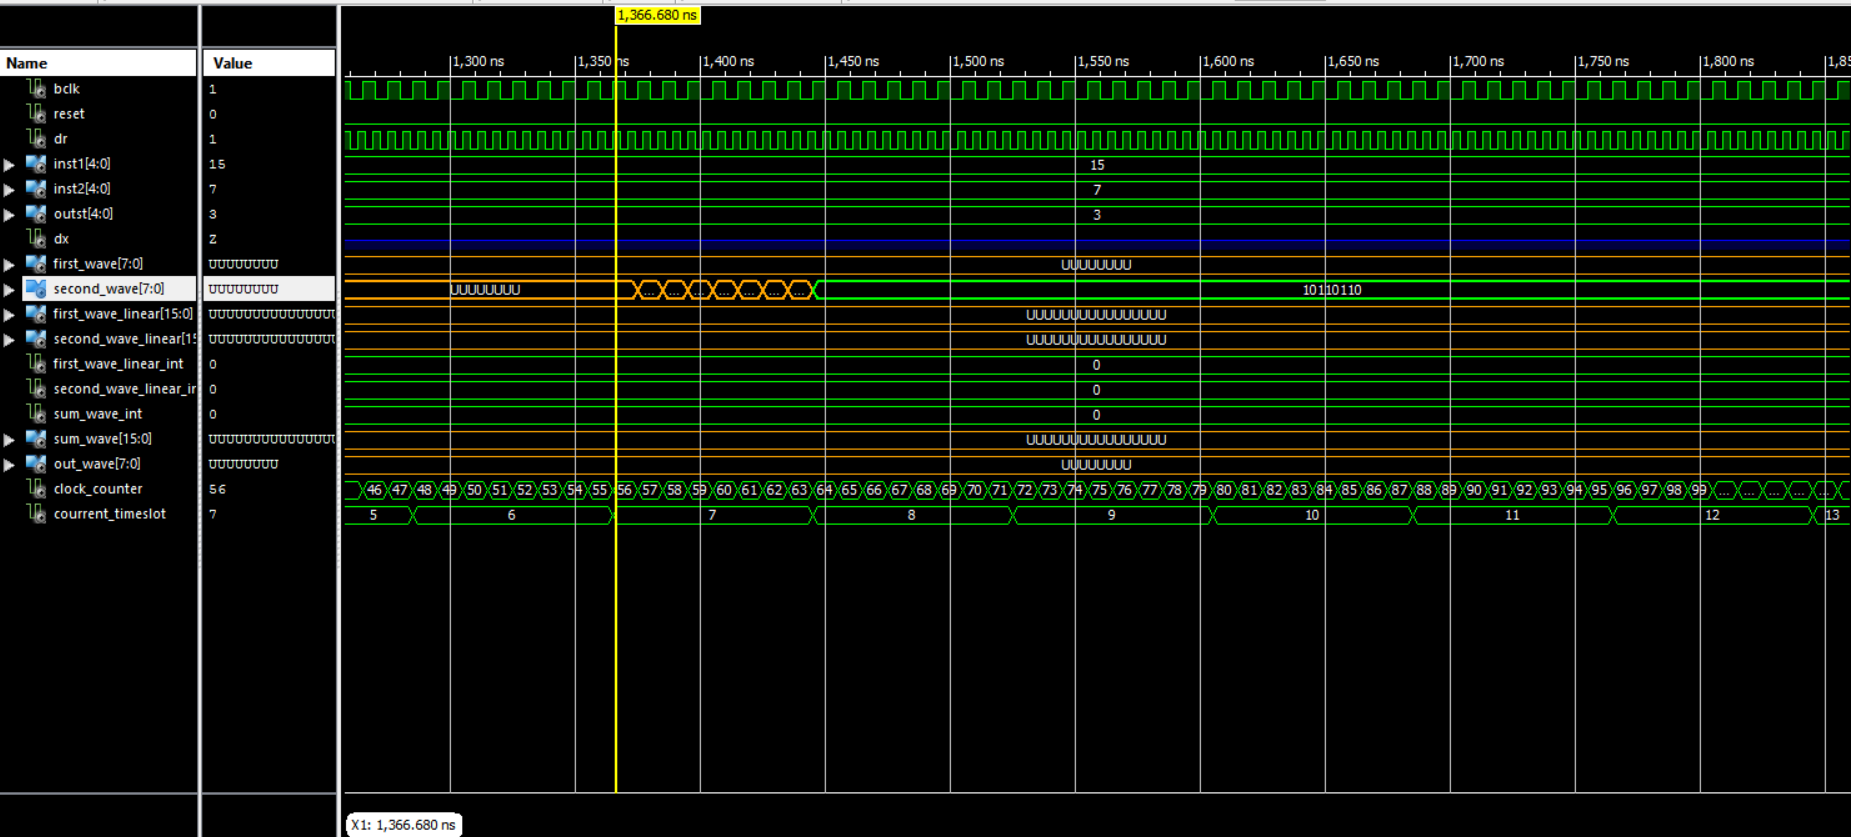 1,366.680 ns
1,300 ns 1,350 ns 1,400 ns 1,450 ns 1,500 ns 1,550 ns 1,600 ns 1,650 ns 1,700 ns 1,750 ns 1,800 ns 1,85
Name Value
bclk 1
reset 0
dr 1
inst1[4:0] 15 15
inst2[4:0] 7 7
outst[4:0] 3 3
dx Z
first_wave[7:0] UUUUUUUU UUUUUUUU
second_wave[7:0] UUUUUUUU UUUUUUUU ... ... ... ... ... ... ... 10110110
first_wave_linear[15:0] UUUUUUUUUUUUUUU UUUUUUUUUUUUUUUU
second_wave_linear[15 UUUUUUUUUUUUUUU UUUUUUUUUUUUUUUU
first_wave_linear_int 0 0
second_wave_linear_ir 0 0
sum_wave_int 0 0
sum_wave[15:0] UUUUUUUUUUUUUUU UUUUUUUUUUUUUUUU
out_wave[7:0] UUUUUUUU UUUUUUUU
clock_counter 56 46 47 48 49 50 51 52 53 54 55 56 57 58 59 60 61 62 63 64 65 66 67 68 69 70 71 72 73 74 75 76 77 78 79 80 81 82 83 84 85 86 87 88 89 90 91 92 93 94 95 96 97 98 99 ... ... ... ... ...
courrent_timeslot 7 5 6 7 8 9 10 11 12 13
X1: 1,366.680 ns